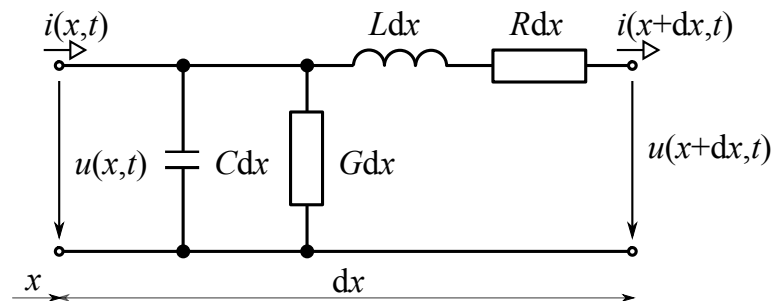 i(x,t) Ldx Rdx i(x+dx,t)
u(x,t) Cdx Gdx u(x+dx,t)
x dx